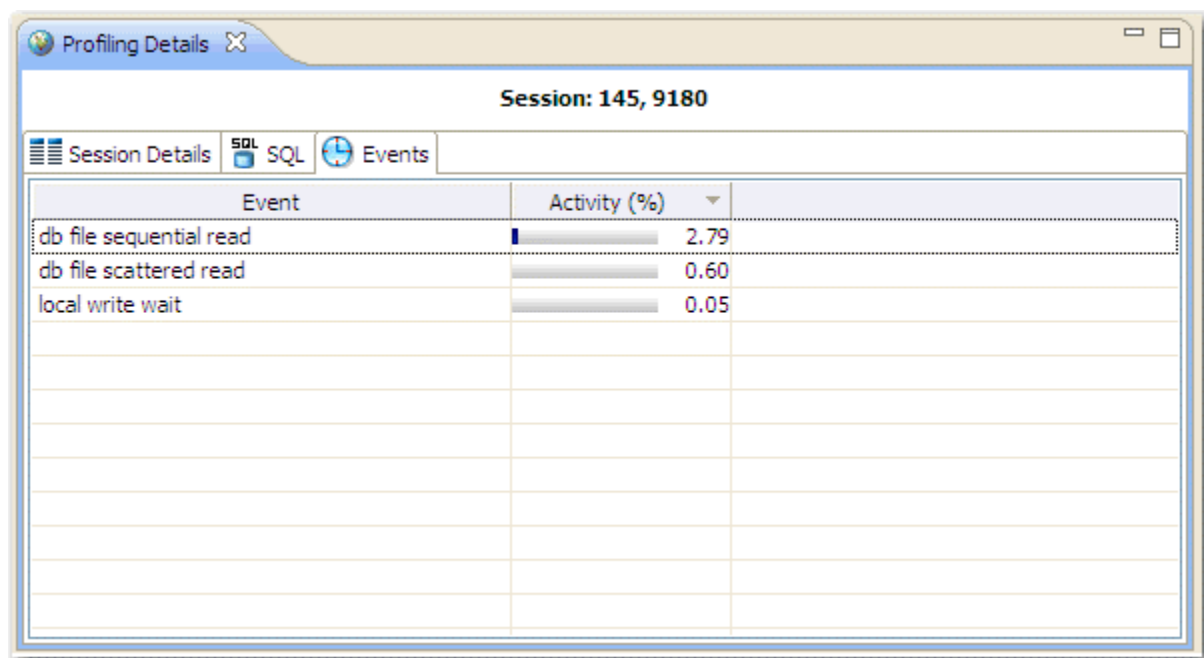 Profiling Details
Session: 145, 9180
Session Details SQL SQL Events
Event Activity (%)
db file sequential read 2.79
db file scattered read 0.60
local write wait 0.05